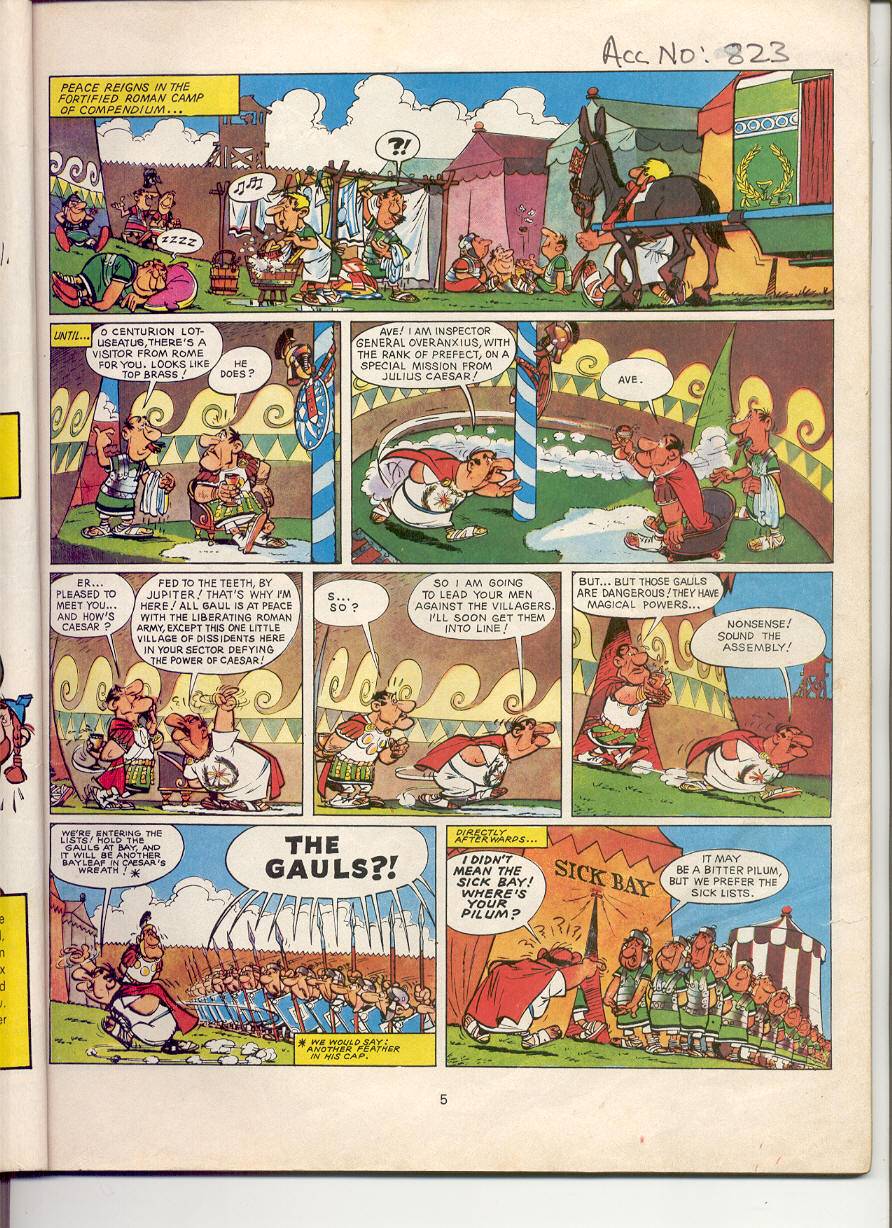 Acc No: 823
PEACE REIGNS IN THE
FORTIFIED ROMAN CAMP
OF COMPENDIUM...
?!
ZZZZ
UNTIL...
O CENTURION LOT-
USEATUS, THERE'S A
VISITOR FROM ROME
FOR YOU. LOOKS LIKE
TOP BRASS!
HE
DOES?
AVE! I AM INSPECTOR
GENERAL OVERANXIUS, WITH
THE RANK OF PREFECT, ON A
SPECIAL MISSION FROM
JULIUS CAESAR!
AVE.
ER...
PLEASED TO
MEET YOU...
AND HOW'S
CAESAR?
FED TO THE TEETH, BY
JUPITER! THAT'S WHY I'M
HERE! ALL GAUL IS AT PEACE
WITH THE LIBERATING ROMAN
ARMY, EXCEPT THIS ONE LITTLE
VILLAGE OF DISSIDENTS HERE
IN YOUR SECTOR DEFYING
THE POWER OF CAESAR!
S...
SO?
SO I AM GOING
TO LEAD YOUR MEN
AGAINST THE VILLAGERS.
I'LL SOON GET THEM
INTO LINE!
BUT... BUT THOSE GAULS
ARE DANGEROUS! THEY HAVE
MAGICAL POWERS...
NONSENSE!
SOUND THE
ASSEMBLY!
WE'RE ENTERING THE
LISTS! HOLD THE
GAULS AT BAY, AND
IT WILL BE ANOTHER
BAYLEAF IN CAESAR'S
WREATH! *
THE
GAULS?!
* WE WOULD SAY:
ANOTHER FEATHER
IN HIS CAP.
DIRECTLY
AFTERWARDS...
I DIDN'T
MEAN THE
SICK BAY!
WHERE'S
YOUR
PILUM?
SICK BAY
IT MAY
BE A BITTER PILUM,
BUT WE PREFER THE
SICK LISTS.
5